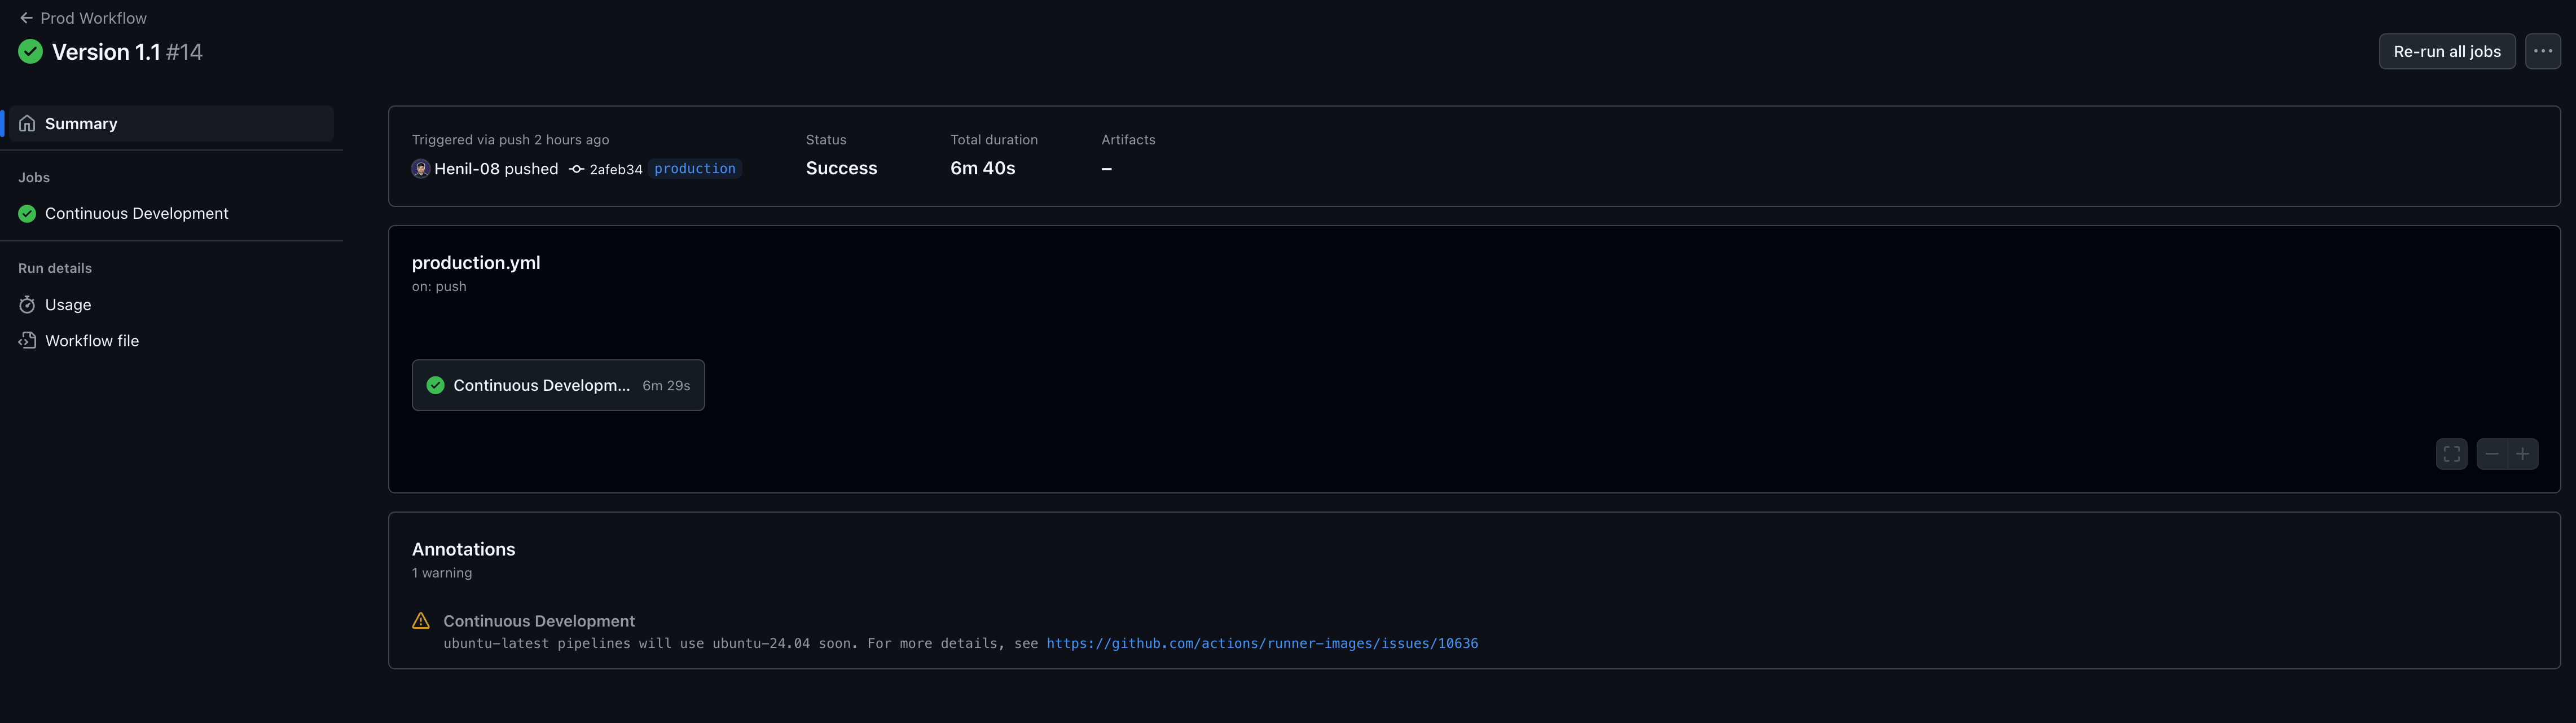 Prod Workflow
Version 1.1 #14
Re-run all jobs
Summary
Jobs
Continuous Development
Run details
Usage
Workflow file
Triggered via push 2 hours ago
Henil-08 pushed 2afeb34 production
Status
Success
Total duration
6m 40s
Artifacts
–
production.yml
on: push
Continuous Developm... 6m 29s
Annotations
1 warning
Continuous Development
ubuntu-latest pipelines will use ubuntu-24.04 soon. For more details, see https://github.com/actions/runner-images/issues/10636